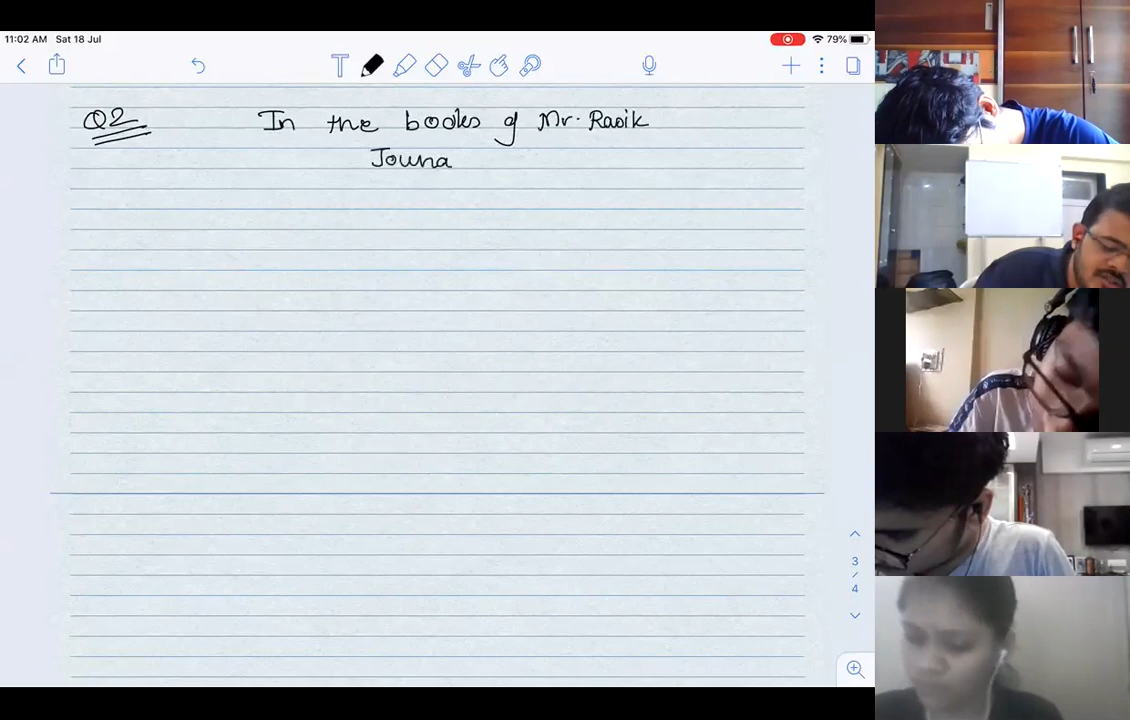 11:02 AM Sat 18 Jul
79%
T
Q2 In the books of Mr. Rasik
Journa
3
/
4